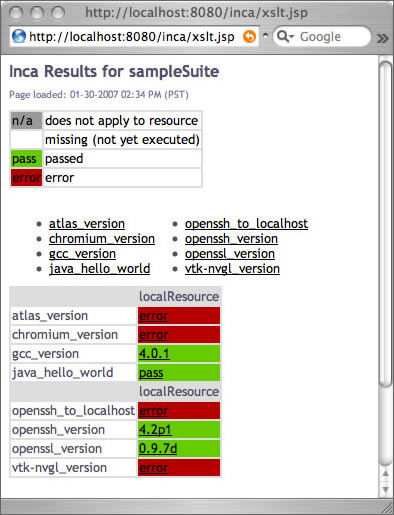 http://localhost:8080/inca/xslt.jsp
http://localhost:8080/inca/xslt.jsp Google
Inca Results for sampleSuite
Page loaded: 01-30-2007 02:34 PM (PST)
n/a does not apply to resource
missing (not yet executed)
pass passed
error error
atlas_version openssh_to_localhost
chromium_version openssh_version
gcc_version openssl_version
java_hello_world vtk-nvgl_version
localResource
atlas_version error
chromium_version error
gcc_version 4.0.1
java_hello_world pass
localResource
openssh_to_localhost error
openssh_version 4.2p1
openssl_version 0.9.7d
vtk-nvgl_version error